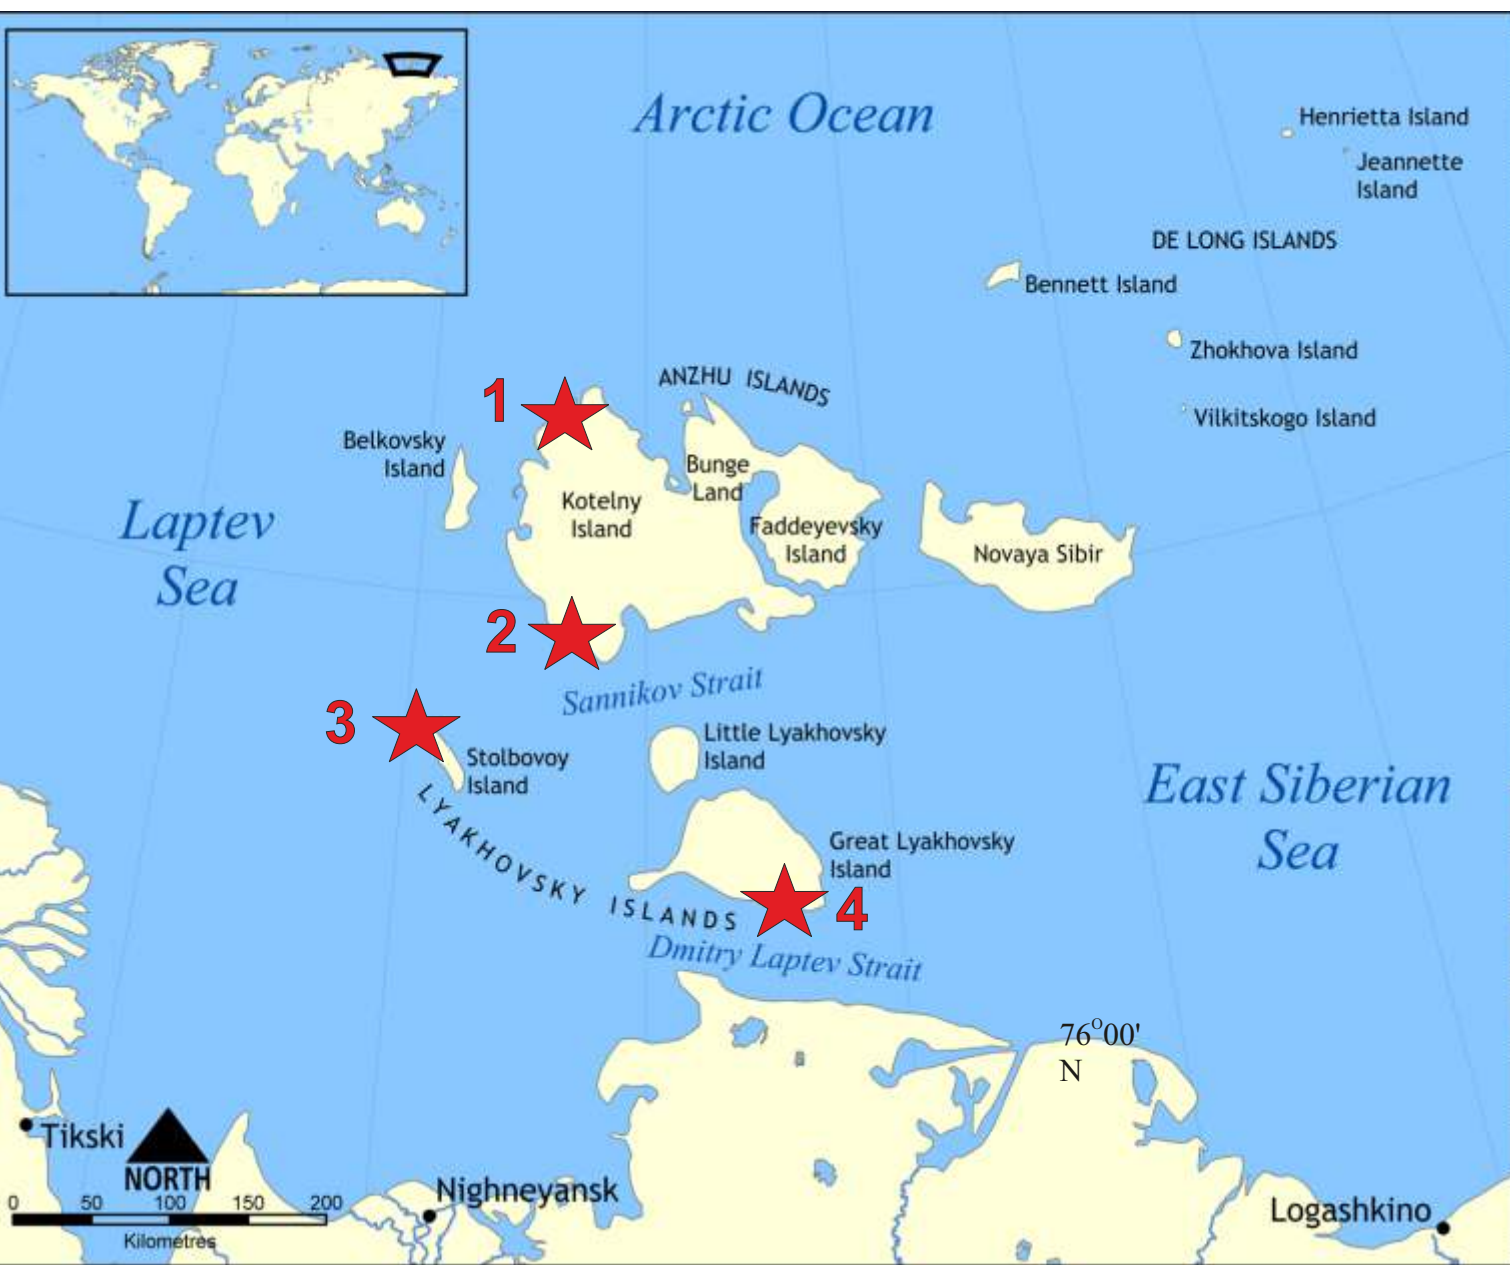 Arctic Ocean
Henrietta Island
Jeannette
Island
DE LONG ISLANDS
Bennett Island
Zhokhova Island
Vilkitskogo Island
ANZHU ISLANDS
1
Belkovsky
Island
Bunge
Land
Kotelny
Island
Faddeyevsky
Island
Novaya Sibir
Laptev
Sea
2
Sannikov Strait
3
Stolbovoy
Island
Little Lyakhovsky
Island
LYAKHOVSKY ISLANDS
East Siberian
Sea
Great Lyakhovsky
Island
4
Dmitry Laptev Strait
76°00'
N
Tikski
NORTH
0 50 100 150 200
Kilometres
Nighneyansk
Logashkino